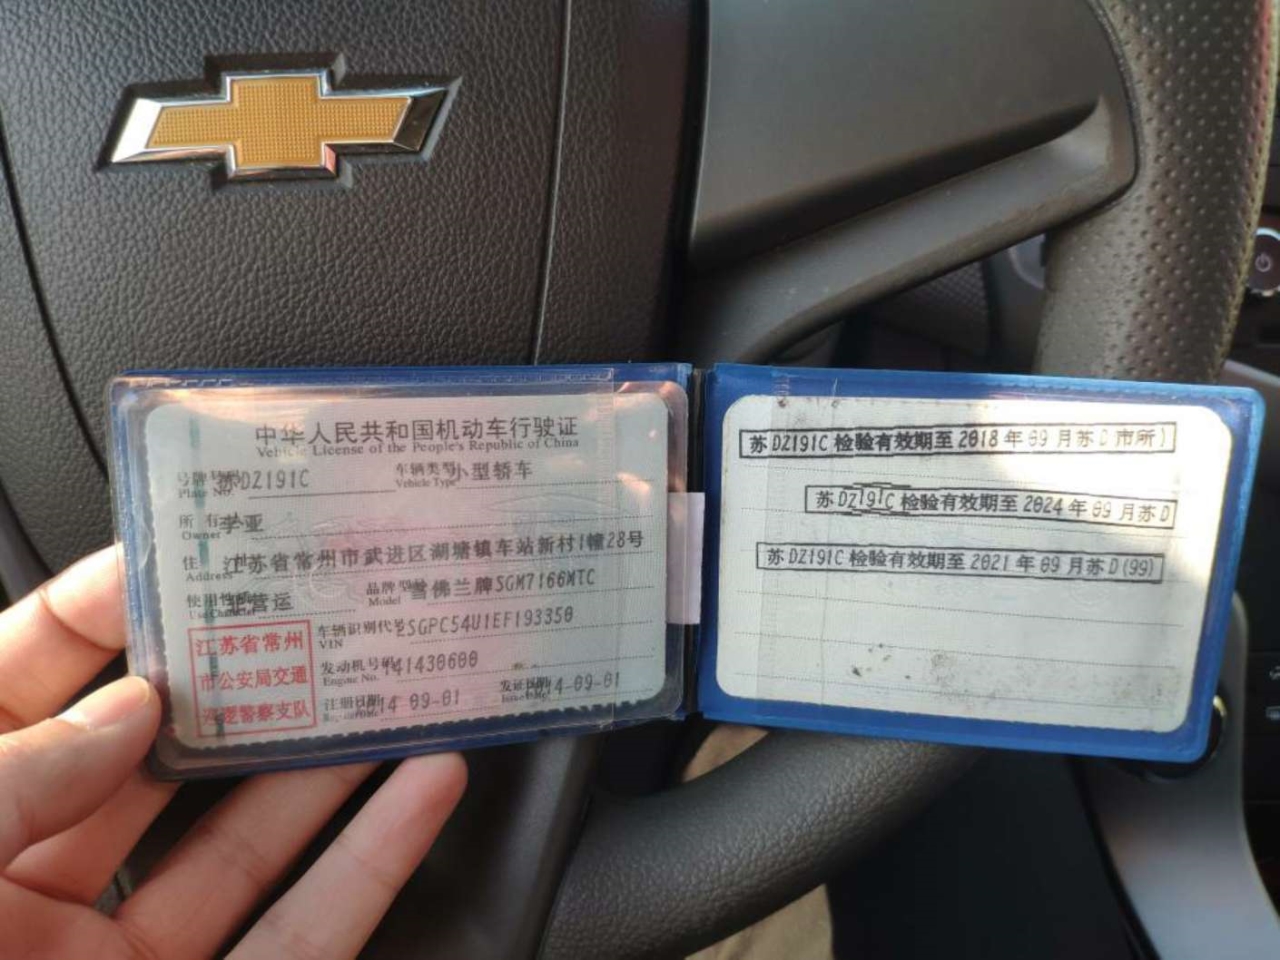 中华人民共和国机动车行驶证
Vehicle License of the People's Republic of China
号牌号码 苏DZ191C 车辆类型 小型轿车
Plate No. Vehicle Type
所有人 李亚
Owner
住址 江苏省常州市武进区湖塘镇车站新村1幢28号
Address
使用性质 非营运 品牌型号 雪佛兰牌SGM7166MTC
Use Character Model
车辆识别代号 LSGPC54U1EF193350
VIN
发动机号码 141430600
Engine No.
注册日期 2014-09-01 发证日期 2014-09-01
江苏省常州
市公安局交通
巡逻警察支队
苏DZ191C 检验有效期至 2018 年 09 月苏D市所)
苏DZ191C 检验有效期至 2024 年 09 月苏D
苏DZ191C 检验有效期至 2021 年 09 月苏D(99)